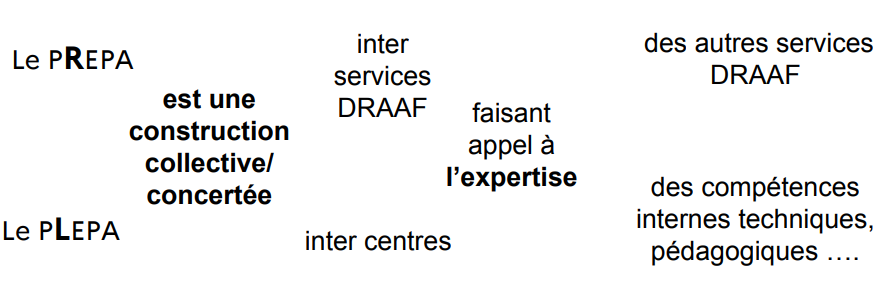 Le PREPA
est une
construction
collective/
concertée
inter
services
DRAAF
faisant
appel à
l’expertise
des autres services
DRAAF
Le PLEPA
inter centres
des compétences
internes techniques,
pédagogiques ….